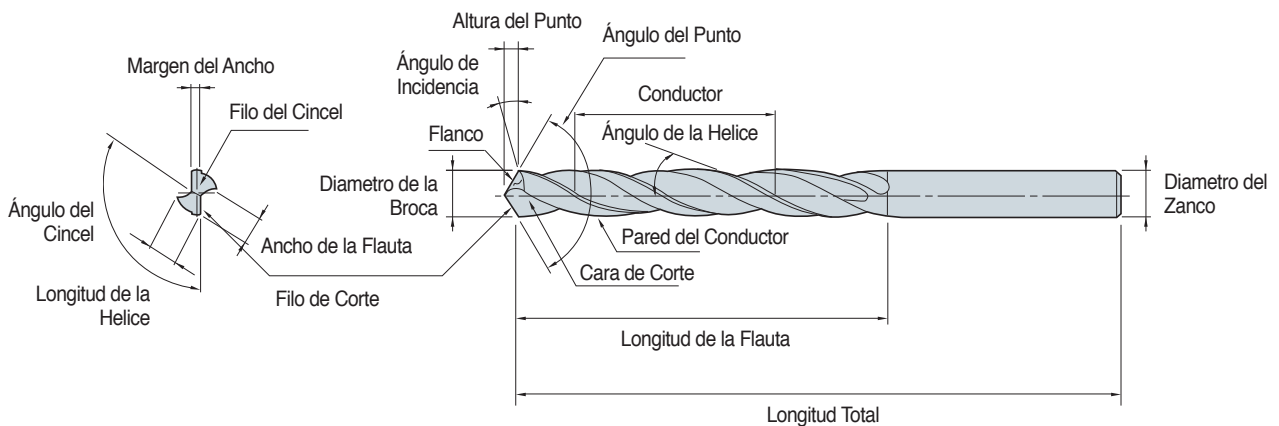 Altura del Punto
Ángulo del Punto
Margen del Ancho
Ángulo de
Incidencia
Filo del Cincel
Conductor
Flanco
Ángulo de la Helice
Diametro de la
Broca
Diametro del
Zanco
Ángulo del
Cincel
Ancho de la Flauta
Pared del Conductor
Cara de Corte
Longitud de la
Helice
Filo de Corte
Longitud de la Flauta
Longitud Total